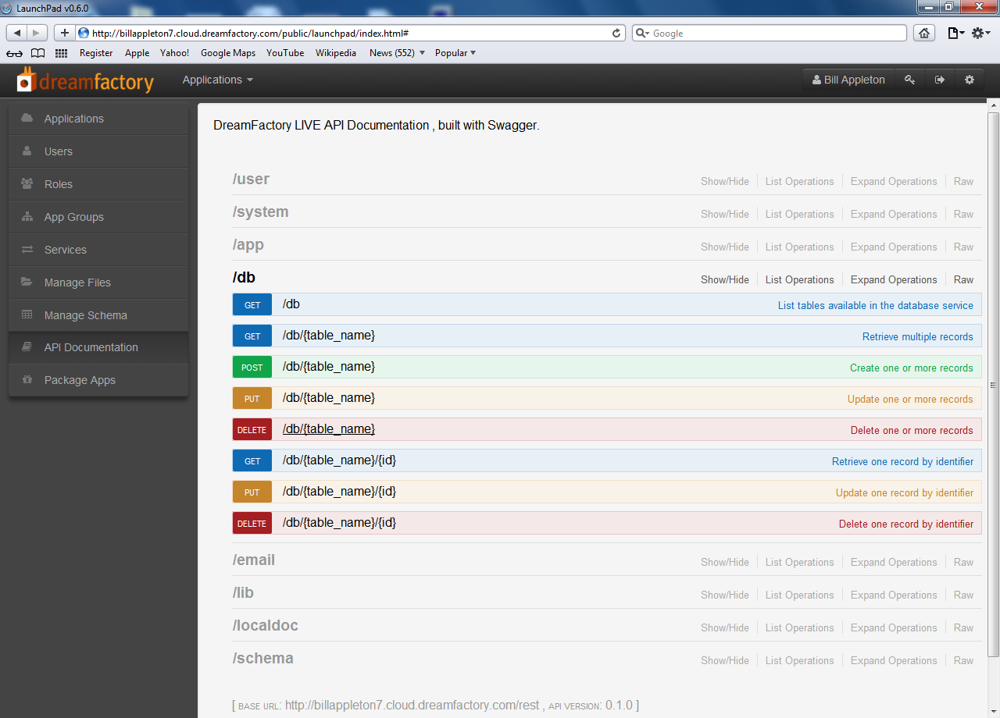 LaunchPad v0.6.0
http://billappleton7.cloud.dreamfactory.com/public/launchpad/index.html#
Google
Register Apple Yahoo! Google Maps YouTube Wikipedia News (552) Popular
dreamfactory Applications Bill Appleton
Applications
Users
Roles
App Groups
Services
Manage Files
Manage Schema
API Documentation
Package Apps
DreamFactory LIVE API Documentation , built with Swagger.
/user Show/Hide List Operations Expand Operations Raw
/system Show/Hide List Operations Expand Operations Raw
/app Show/Hide List Operations Expand Operations Raw
/db Show/Hide List Operations Expand Operations Raw
GET /db List tables available in the database service
GET /db/{table_name} Retrieve multiple records
POST /db/{table_name} Create one or more records
PUT /db/{table_name} Update one or more records
DELETE /db/{table_name} Delete one or more records
GET /db/{table_name}/{id} Retrieve one record by identifier
PUT /db/{table_name}/{id} Update one record by identifier
DELETE /db/{table_name}/{id} Delete one record by identifier
/email Show/Hide List Operations Expand Operations Raw
/lib Show/Hide List Operations Expand Operations Raw
/localdoc Show/Hide List Operations Expand Operations Raw
/schema Show/Hide List Operations Expand Operations Raw
[ BASE URL: http://billappleton7.cloud.dreamfactory.com/rest , API VERSION: 0.1.0 ]